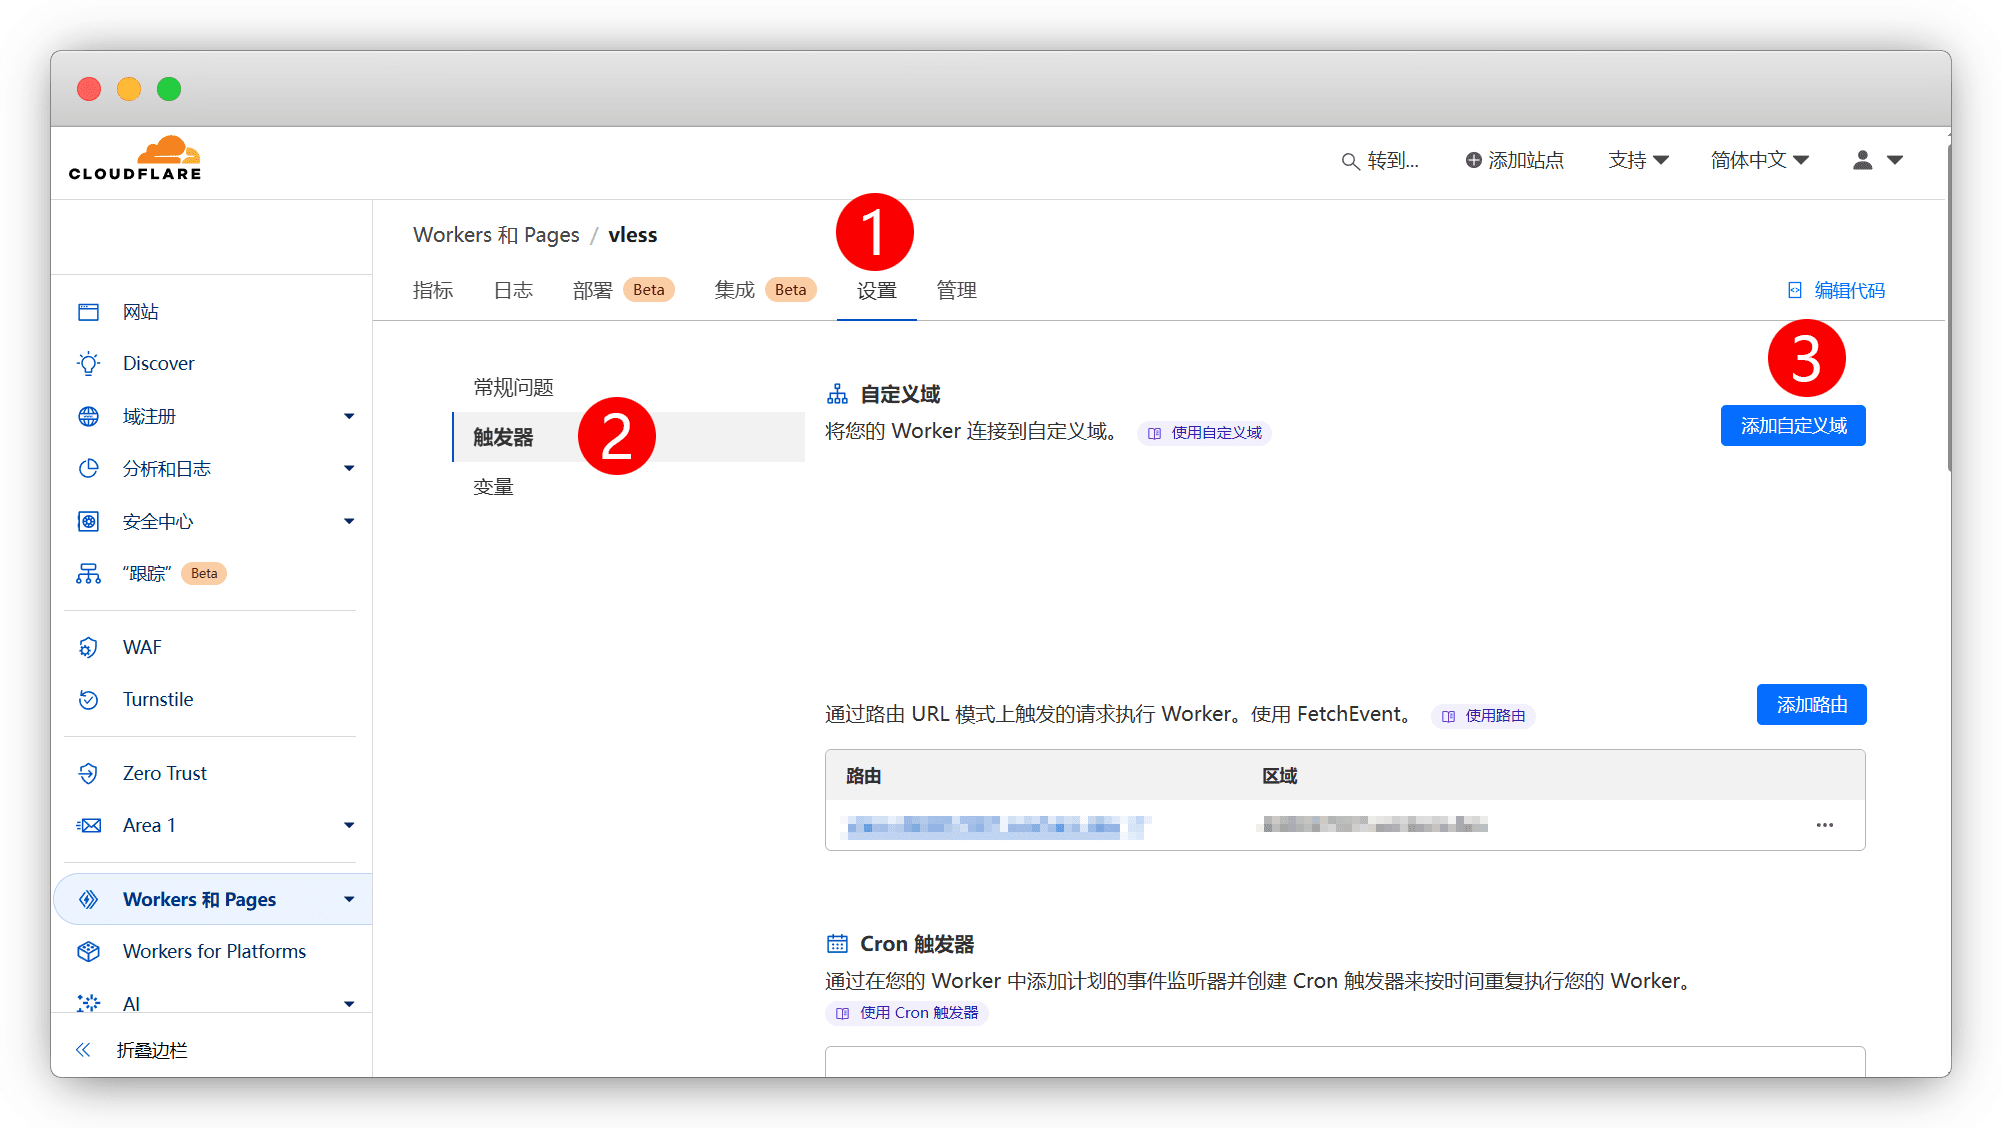 CLOUDFLARE
转到...
添加站点
支持
简体中文
Workers 和 Pages / vless
1
指标
日志
部署 Beta
集成 Beta
设置
管理
编辑代码
网站
Discover
域注册
分析和日志
安全中心
“跟踪” Beta
WAF
Turnstile
Zero Trust
Area 1
Workers 和 Pages
Workers for Platforms
AI
折叠边栏
常规问题
触发器
2
变量
自定义域
将您的 Worker 连接到自定义域。 使用自定义域
3
添加自定义域
通过路由 URL 模式上触发的请求执行 Worker。使用 FetchEvent。 使用路由
添加路由
路由 区域
Cron 触发器
通过在您的 Worker 中添加计划的事件监听器并创建 Cron 触发器来按时间重复执行您的 Worker。
使用 Cron 触发器